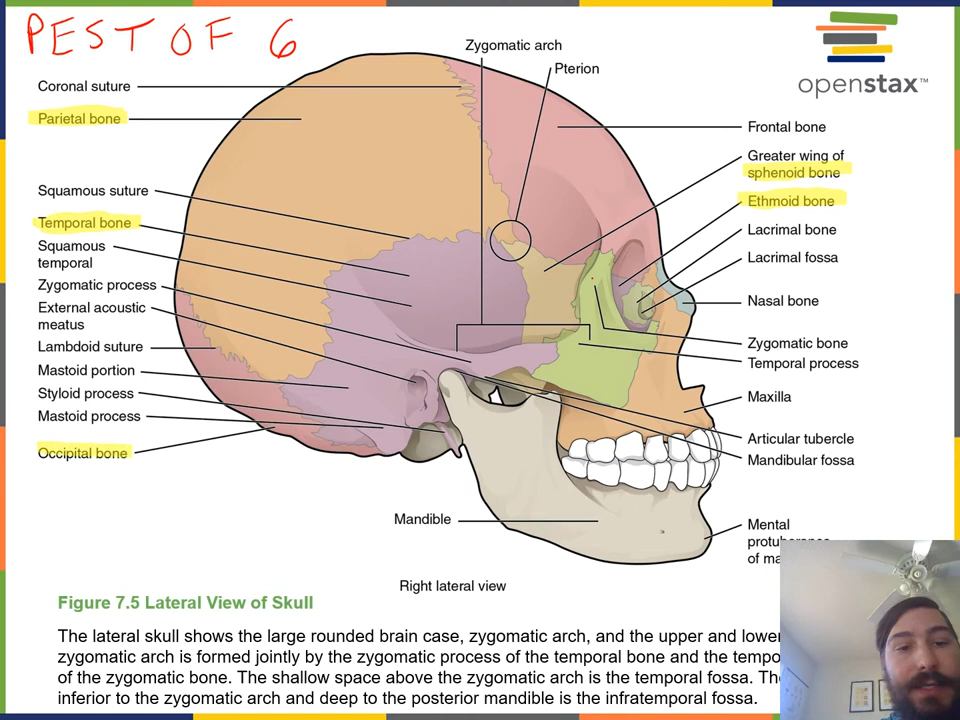 PEST OF 6
openstax™
Zygomatic arch
Pterion
Coronal suture
Parietal bone
Squamous suture
Temporal bone
Squamous
temporal
Zygomatic process
External acoustic
meatus
Lambdoid suture
Mastoid portion
Styloid process
Mastoid process
Occipital bone
Frontal bone
Greater wing of
sphenoid bone
Ethmoid bone
Lacrimal bone
Lacrimal fossa
Nasal bone
Zygomatic bone
Temporal process
Maxilla
Articular tubercle
Mandibular fossa
Mandible
Mental
of
Right lateral view
Figure 7.5 Lateral View of Skull
The lateral skull shows the large rounded brain case, zygomatic arch, and the upper and lower
zygomatic arch is formed jointly by the zygomatic process of the temporal bone and the
of the zygomatic bone. The shallow space above the zygomatic arch is the temporal fossa.
inferior to the zygomatic arch and deep to the posterior mandible is the infratemporal fossa.